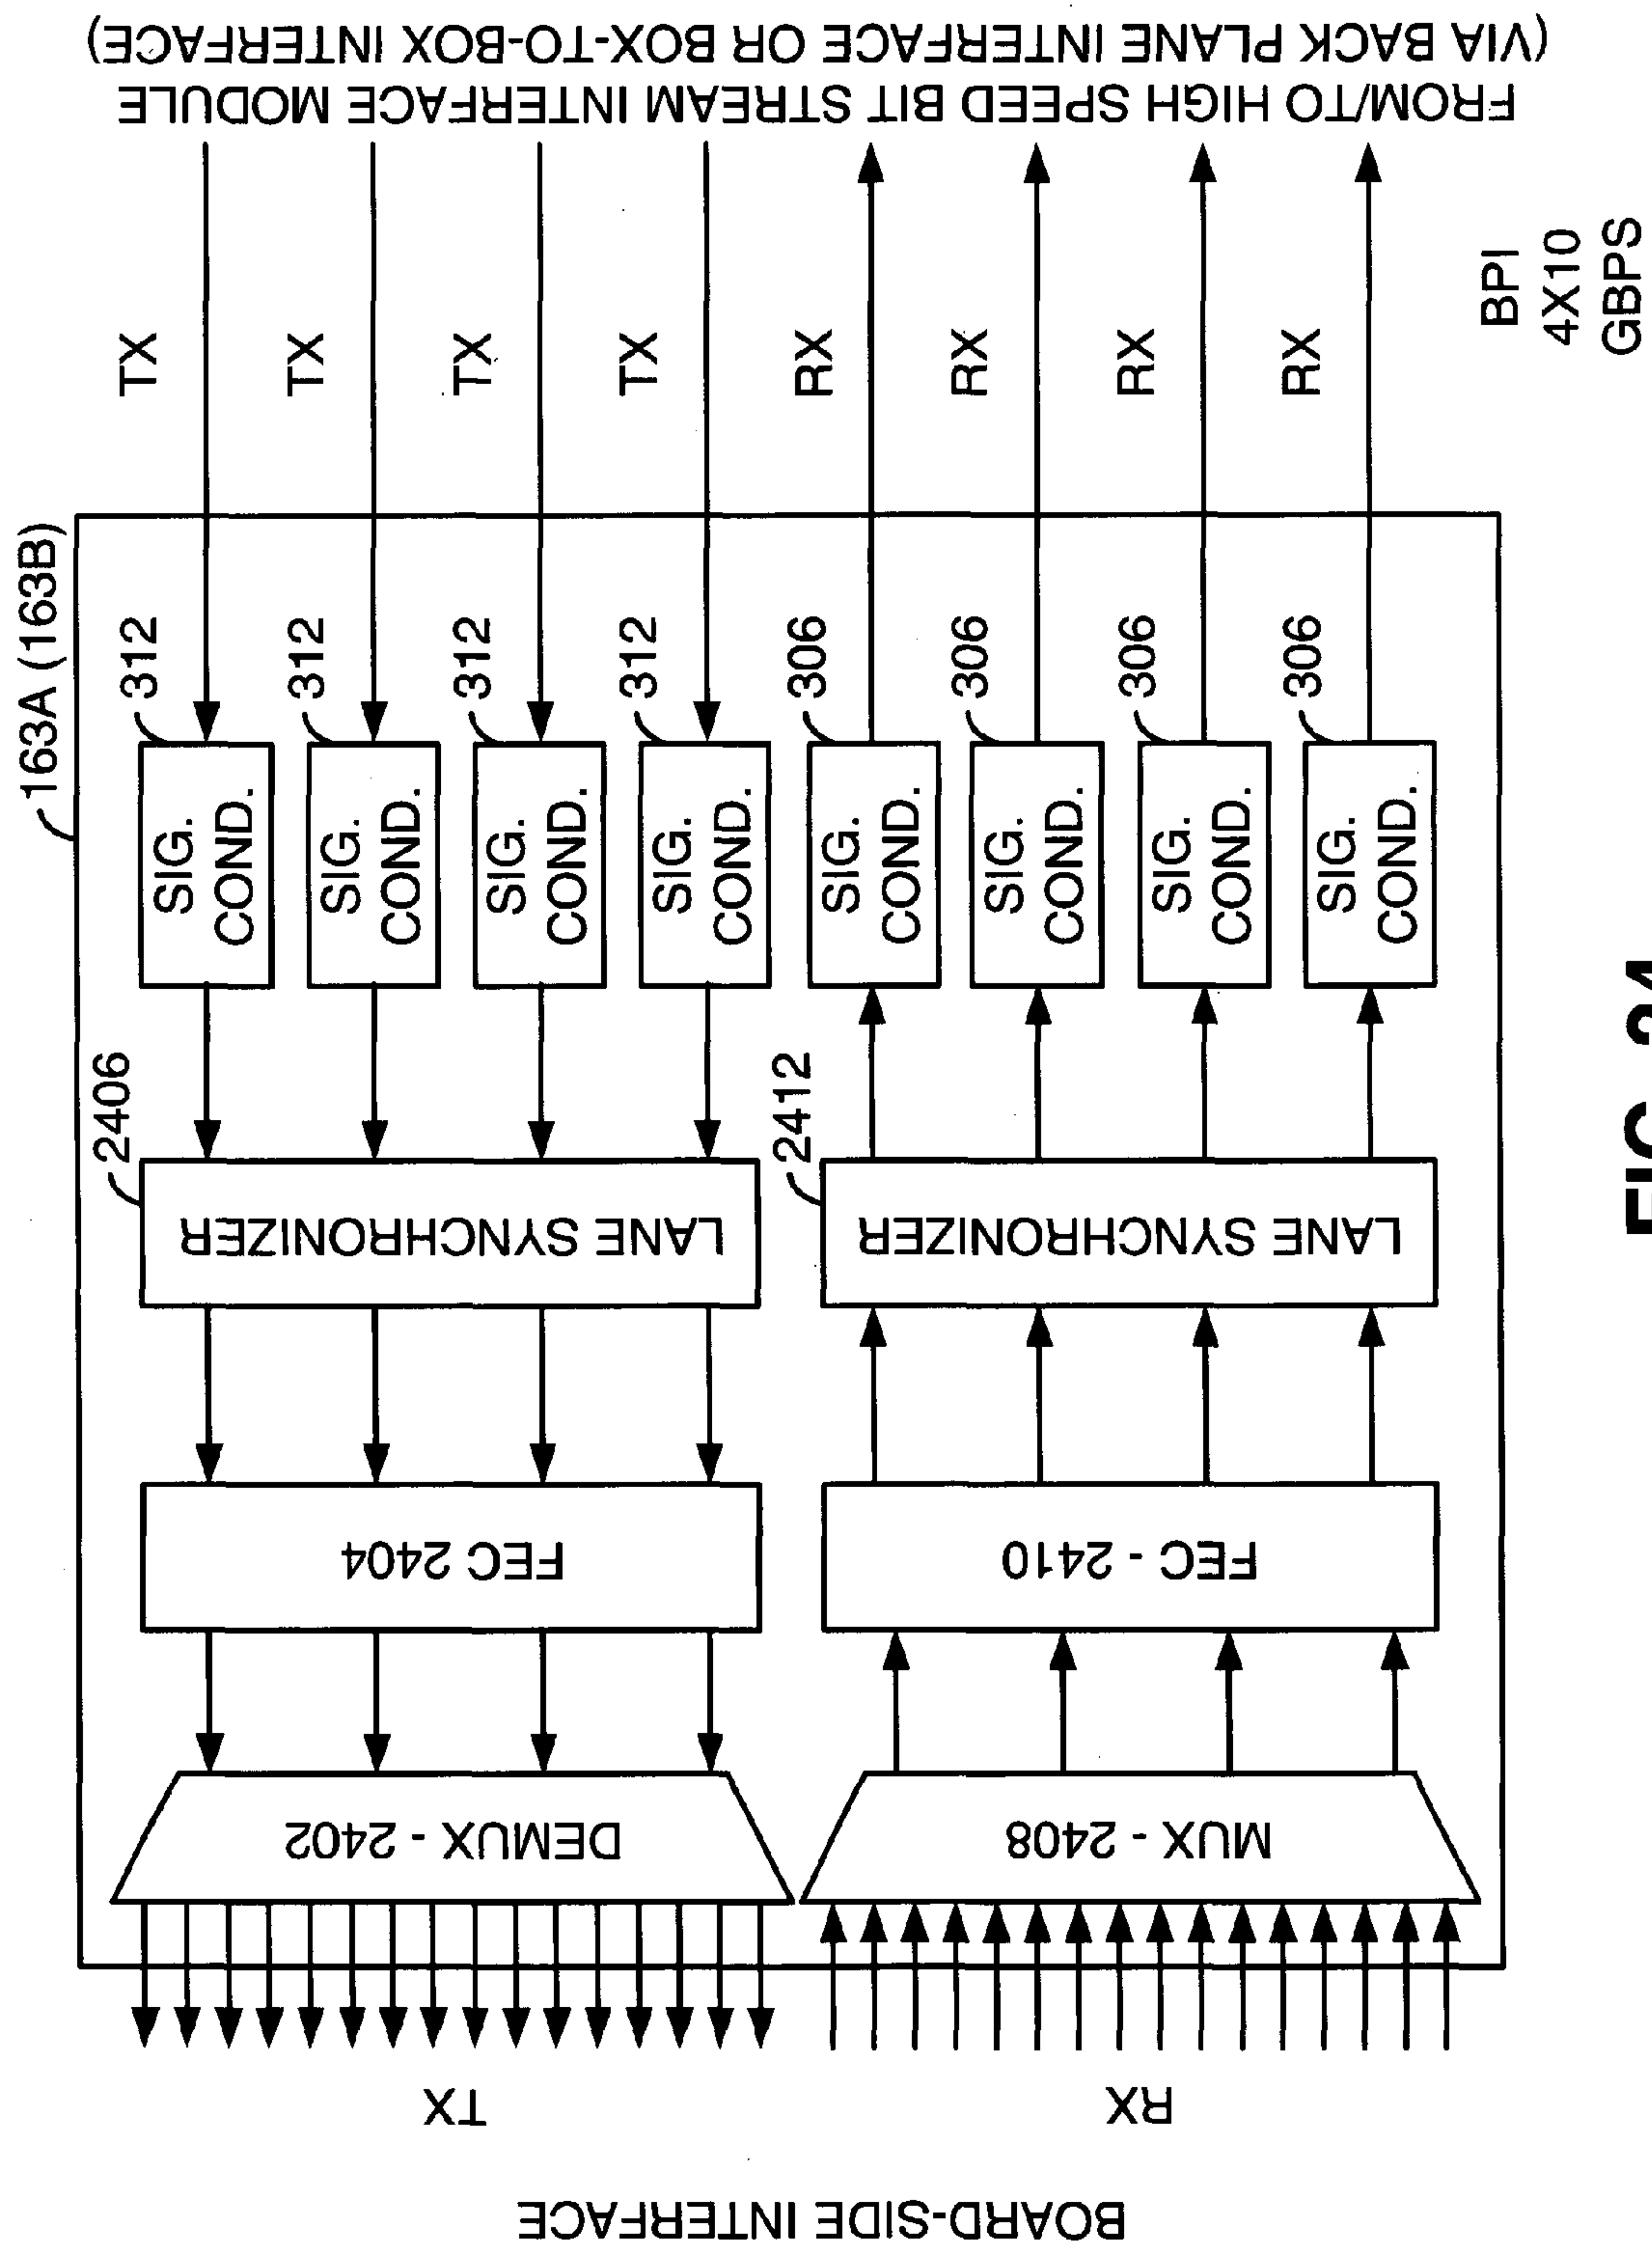 163A (163B)
BOARD-SIDE INTERFACE
TX
RX
DEMUX - 2402
MUX - 2408
FEC 2404
FEC - 2410
2406
LANE SYNCHRONIZER
2412
LANE SYNCHRONIZER
SIG.
COND.
312
TX
SIG.
COND.
312
TX
SIG.
COND.
312
TX
SIG.
COND.
312
TX
SIG.
COND.
306
RX
SIG.
COND.
306
RX
SIG.
COND.
306
RX
SIG.
COND.
306
RX
FROM/TO HIGH SPEED BIT STREAM INTERFACE MODULE
(VIA BACK PLANE INTERFACE OR BOX-TO-BOX INTERFACE)
BPI
4X10
GBPS
FIG. 24